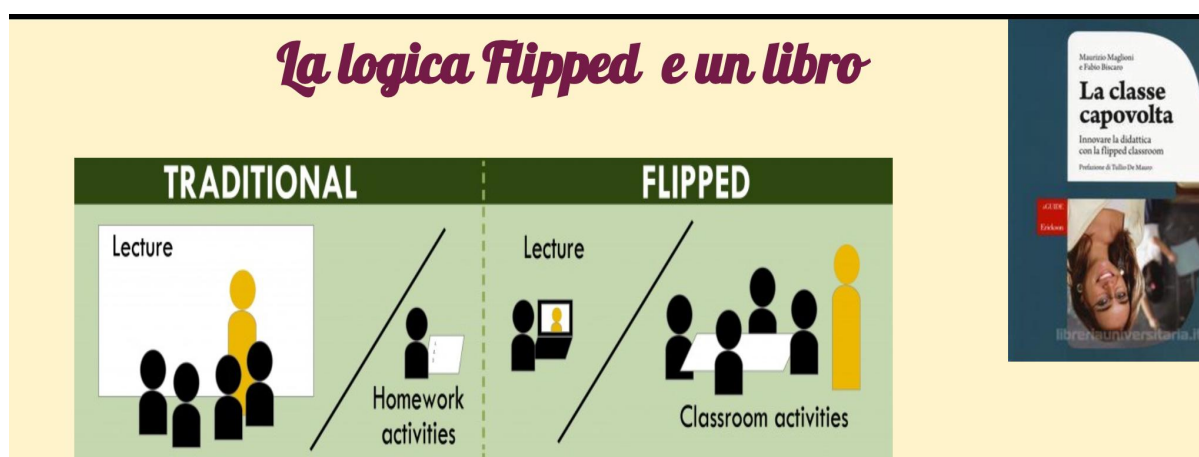 La logica Flipped e un libro
TRADITIONAL
FLIPPED
Lecture
Homework
activities
Lecture
Classroom activities
Maurizio Maglioni
e Fabio Biscaro
La classe
capovolta
Innovare la didattica
con la flipped classroom
Prefazione di Tullio De Mauro
Erickson
libreriauniversitaria.it